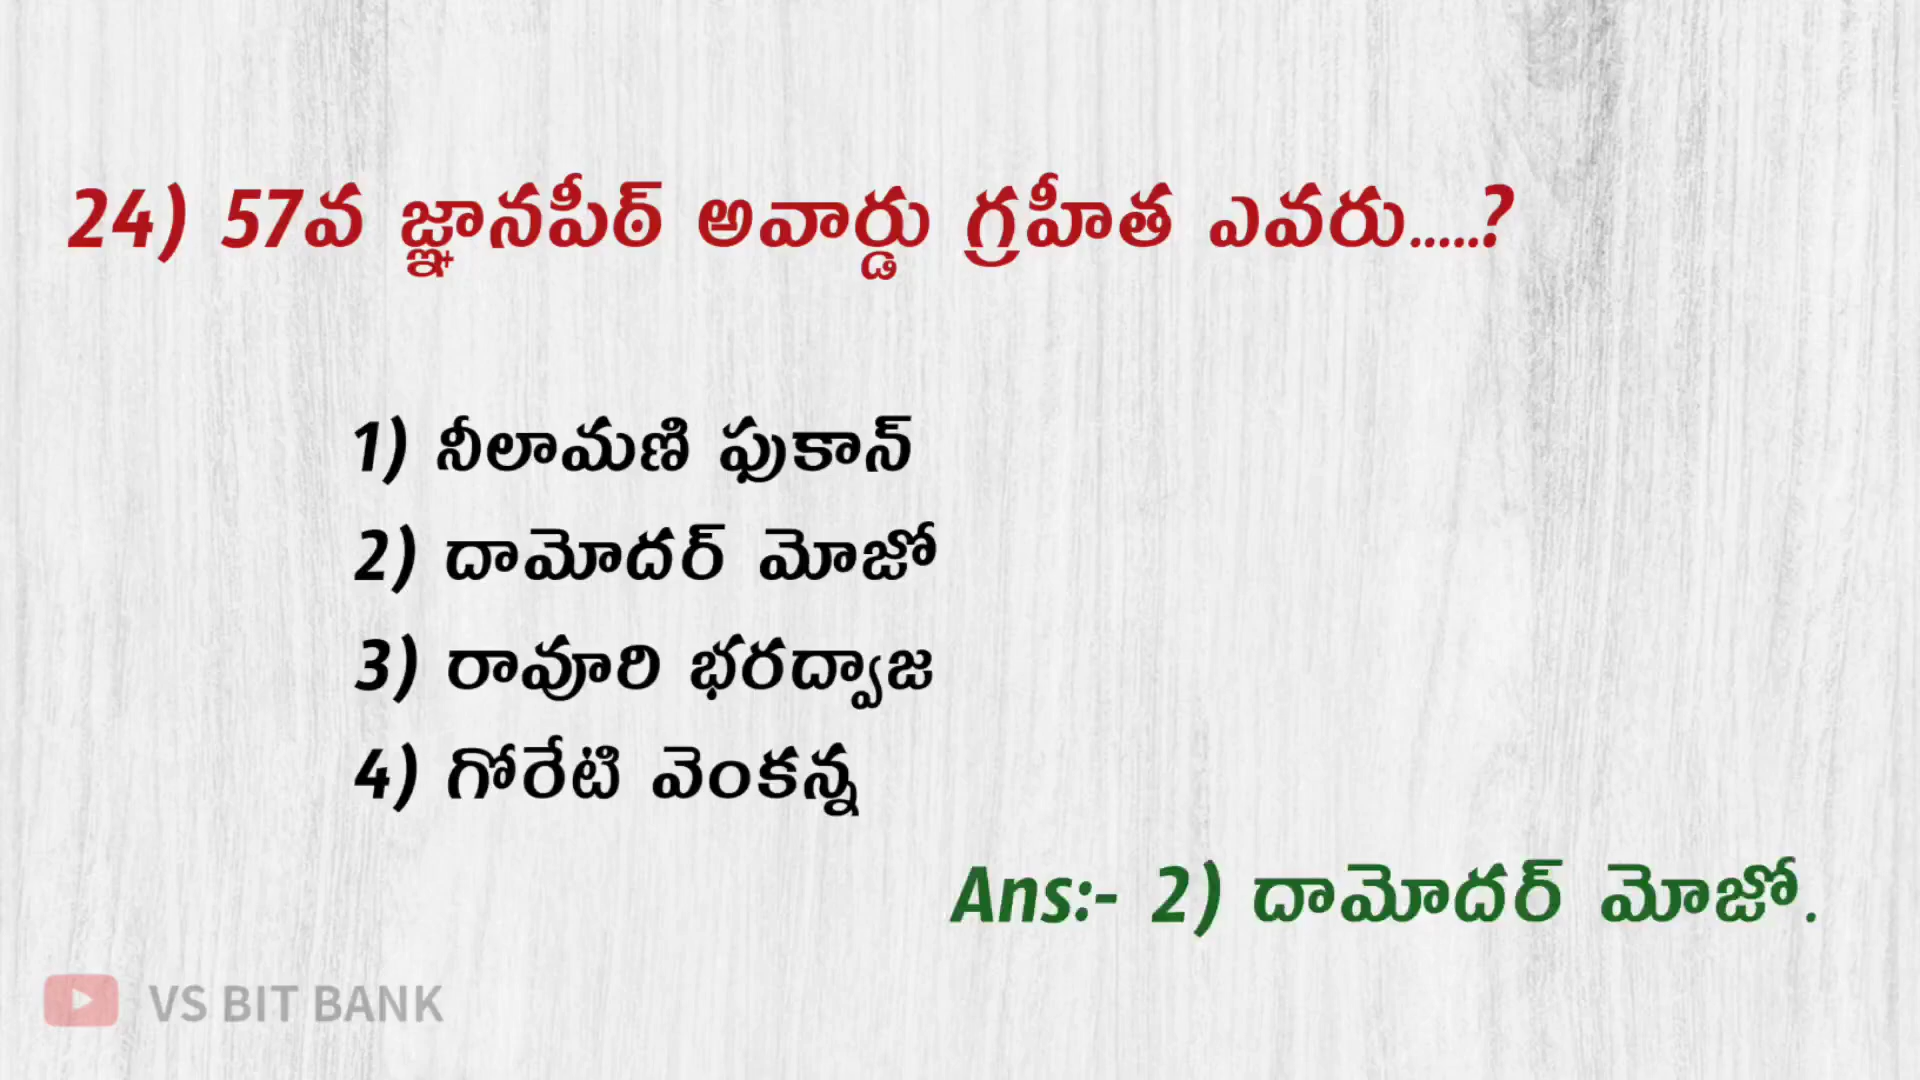 24) 57వ జ్ఞానపీఠ్ అవార్డు గ్రహీత ఎవరు.....?
1) నీలామణి ఫుకాన్
2) దామోదర్ మోజో
3) రావూరి భరద్వాజ
4) గోరేటి వెంకన్న
Ans:- 2) దామోదర్ మోజో.
VS BIT BANK